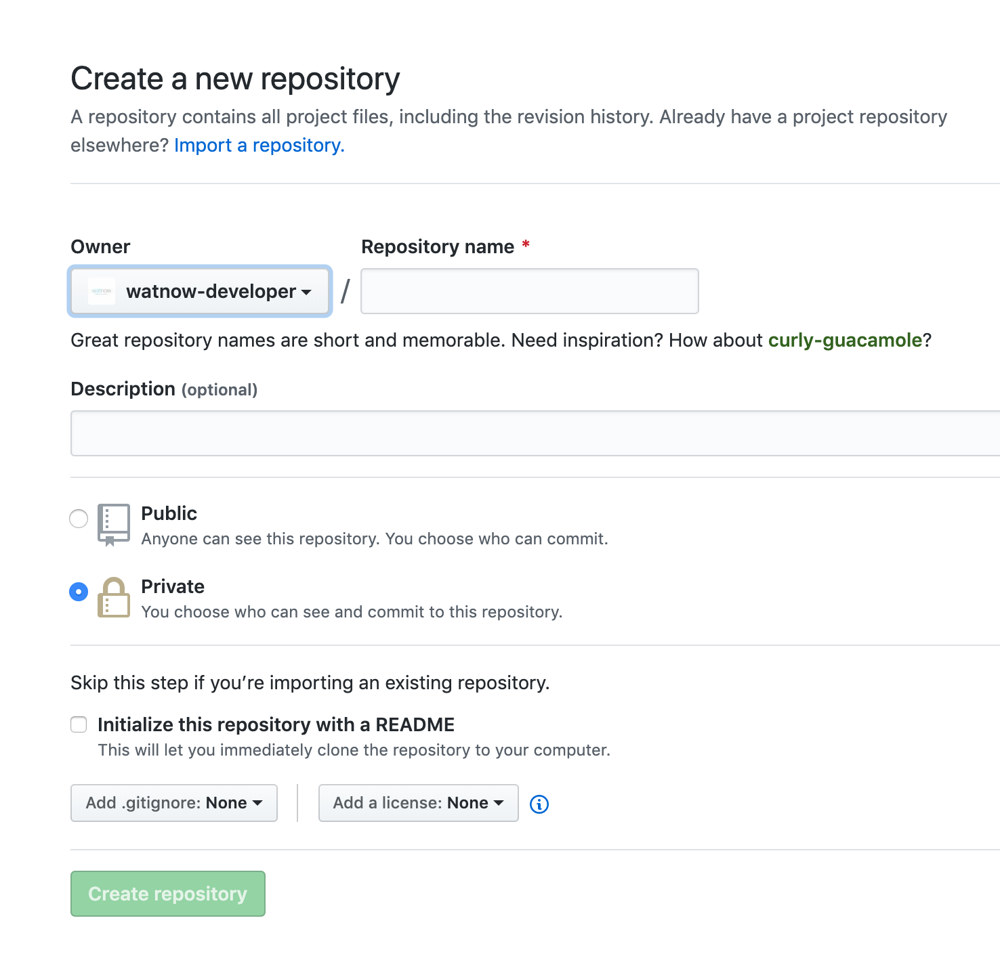 Create a new repository
A repository contains all project files, including the revision history. Already have a project repository
elsewhere? Import a repository.
Owner
Repository name *
watnow
watnow-developer
/
Great repository names are short and memorable. Need inspiration? How about curly-guacamole?
Description (optional)
Public
Anyone can see this repository. You choose who can commit.
Private
You choose who can see and commit to this repository.
Skip this step if you’re importing an existing repository.
Initialize this repository with a README
This will let you immediately clone the repository to your computer.
Add .gitignore: None
Add a license: None
Create repository